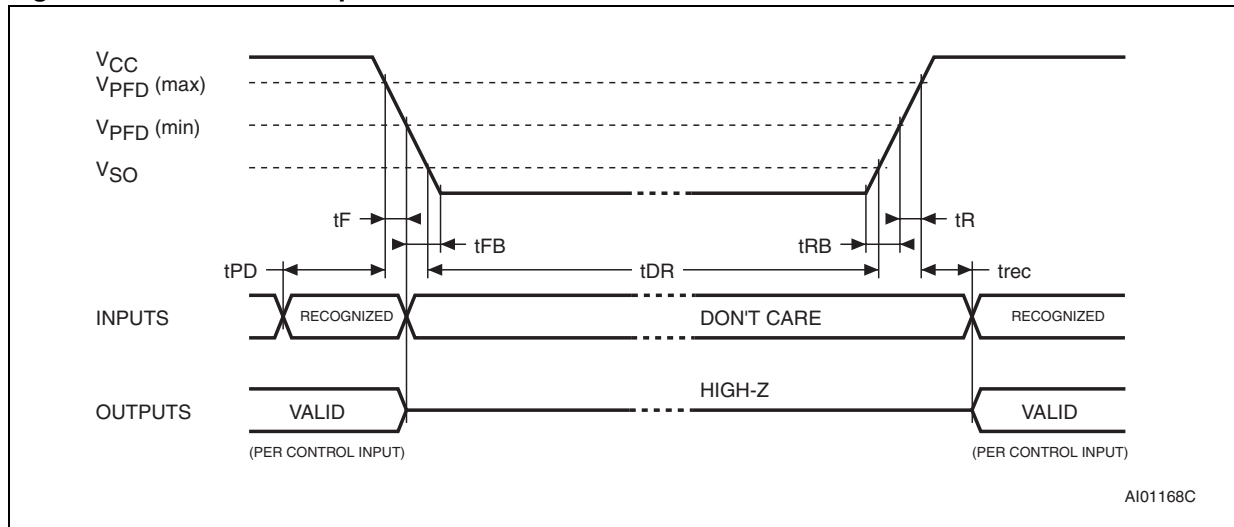 VCC
VPFD (max)
VPFD (min)
VSO
tF
tR
tFB
tRB
tPD
tDR
trec
INPUTS
RECOGNIZED
DON'T CARE
RECOGNIZED
HIGH-Z
OUTPUTS
VALID
VALID
(PER CONTROL INPUT)
(PER CONTROL INPUT)
AI01168C